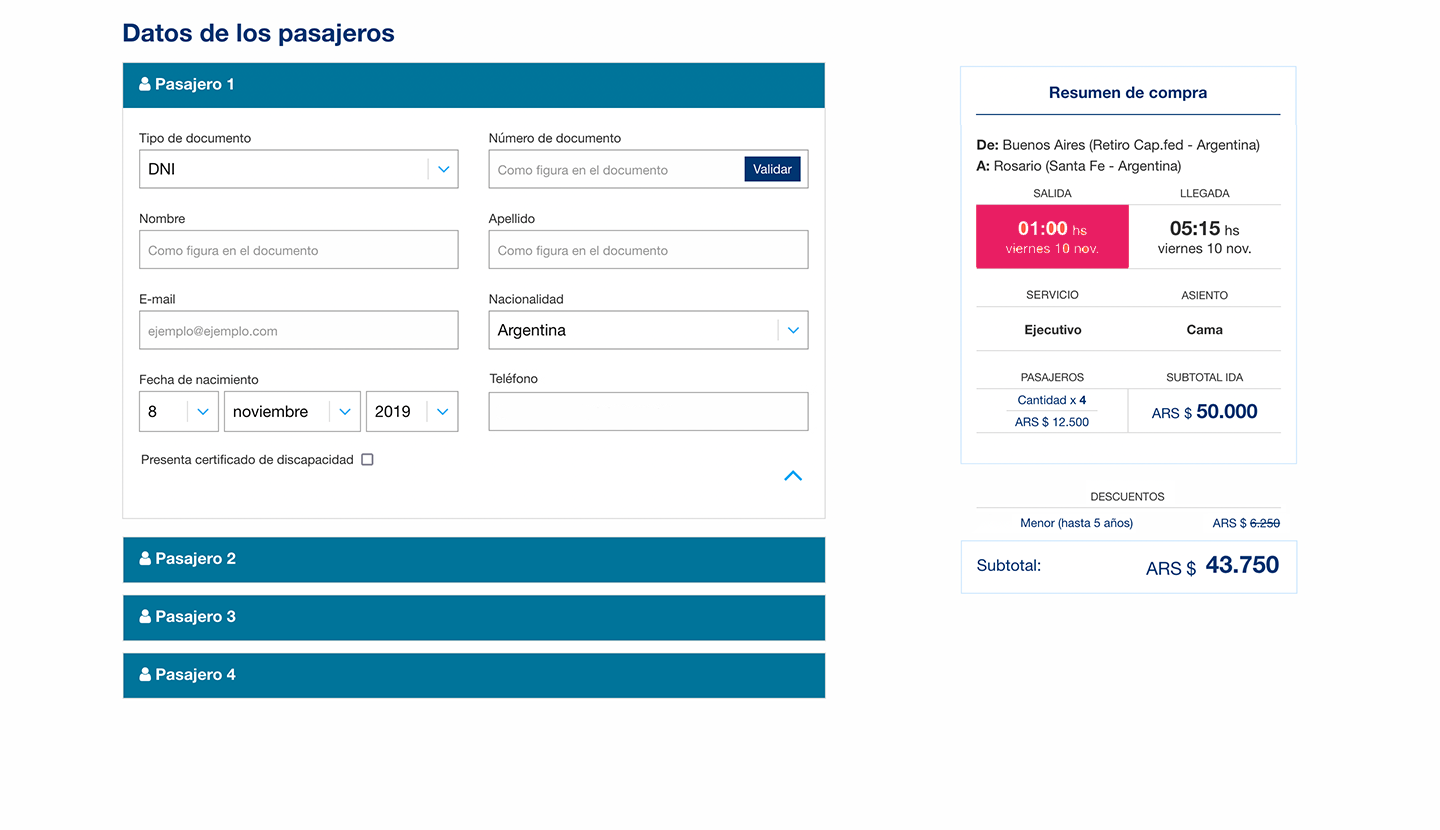 Datos de los pasajeros
Pasajero 1
Tipo de documento
Número de documento
DNI
Como figura en el documento
Validar
Nombre
Apellido
Como figura en el documento
Como figura en el documento
E-mail
Nacionalidad
ejemplo@ejemplo.com
Argentina
Fecha de nacimiento
Teléfono
8 noviembre 2019
Presenta certificado de discapacidad
Pasajero 2
Pasajero 3
Pasajero 4
Resumen de compra
De: Buenos Aires (Retiro Cap.fed - Argentina)
A: Rosario (Santa Fe - Argentina)
SALIDA LLEGADA
01:00 hs 05:15 hs
viernes 10 nov. viernes 10 nov.
SERVICIO ASIENTO
Ejecutivo Cama
PASAJEROS SUBTOTAL IDA
Cantidad x 4
ARS $ 50.000
ARS $ 12.500
DESCUENTOS
Menor (hasta 5 años) ARS $ 6.250
Subtotal: ARS $ 43.750